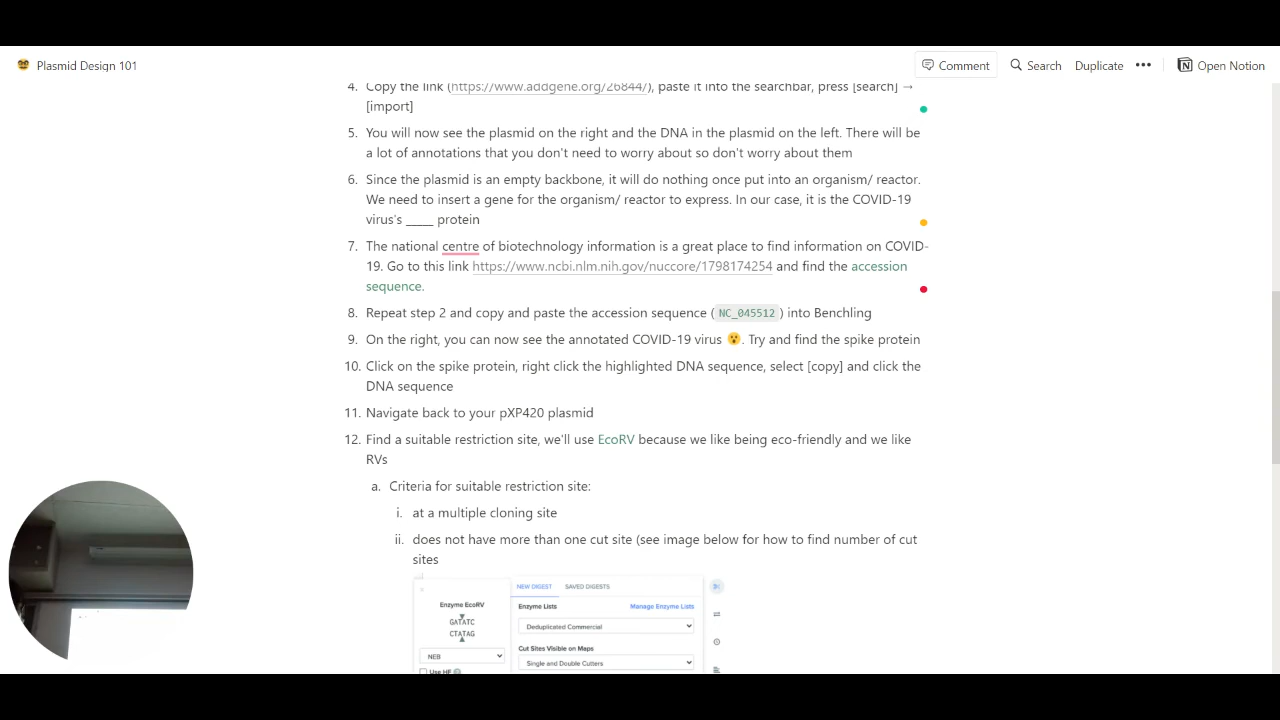 Plasmid Design 101
Comment
Search
Duplicate
Open Notion
4. Copy the link (https://www.addgene.org/26844/), paste it into the searchbar, press [search] →
[import]
5. You will now see the plasmid on the right and the DNA in the plasmid on the left. There will be
a lot of annotations that you don't need to worry about so don't worry about them
6. Since the plasmid is an empty backbone, it will do nothing once put into an organism/ reactor.
We need to insert a gene for the organism/ reactor to express. In our case, it is the COVID-19
virus's ____ protein
7. The national centre of biotechnology information is a great place to find information on COVID-
19. Go to this link https://www.ncbi.nlm.nih.gov/nuccore/1798174254 and find the accession
sequence.
8. Repeat step 2 and copy and paste the accession sequence (NC_045512) into Benchling
9. On the right, you can now see the annotated COVID-19 virus 😮. Try and find the spike protein
10. Click on the spike protein, right click the highlighted DNA sequence, select [copy] and click the
DNA sequence
11. Navigate back to your pXP420 plasmid
12. Find a suitable restriction site, we'll use EcoRV because we like being eco-friendly and we like
RVs
a. Criteria for suitable restriction site:
i. at a multiple cloning site
ii. does not have more than one cut site (see image below for how to find number of cut
sites
NEW DIGEST SAVED DIGESTS
Enzyme EcoRV
Enzyme Lists Manage Enzyme Lists
GATATC
Deduplicated Commercial
CTATAG
Cut Sites Visible on Maps
NEB
Single and Double Cutters
Use HF